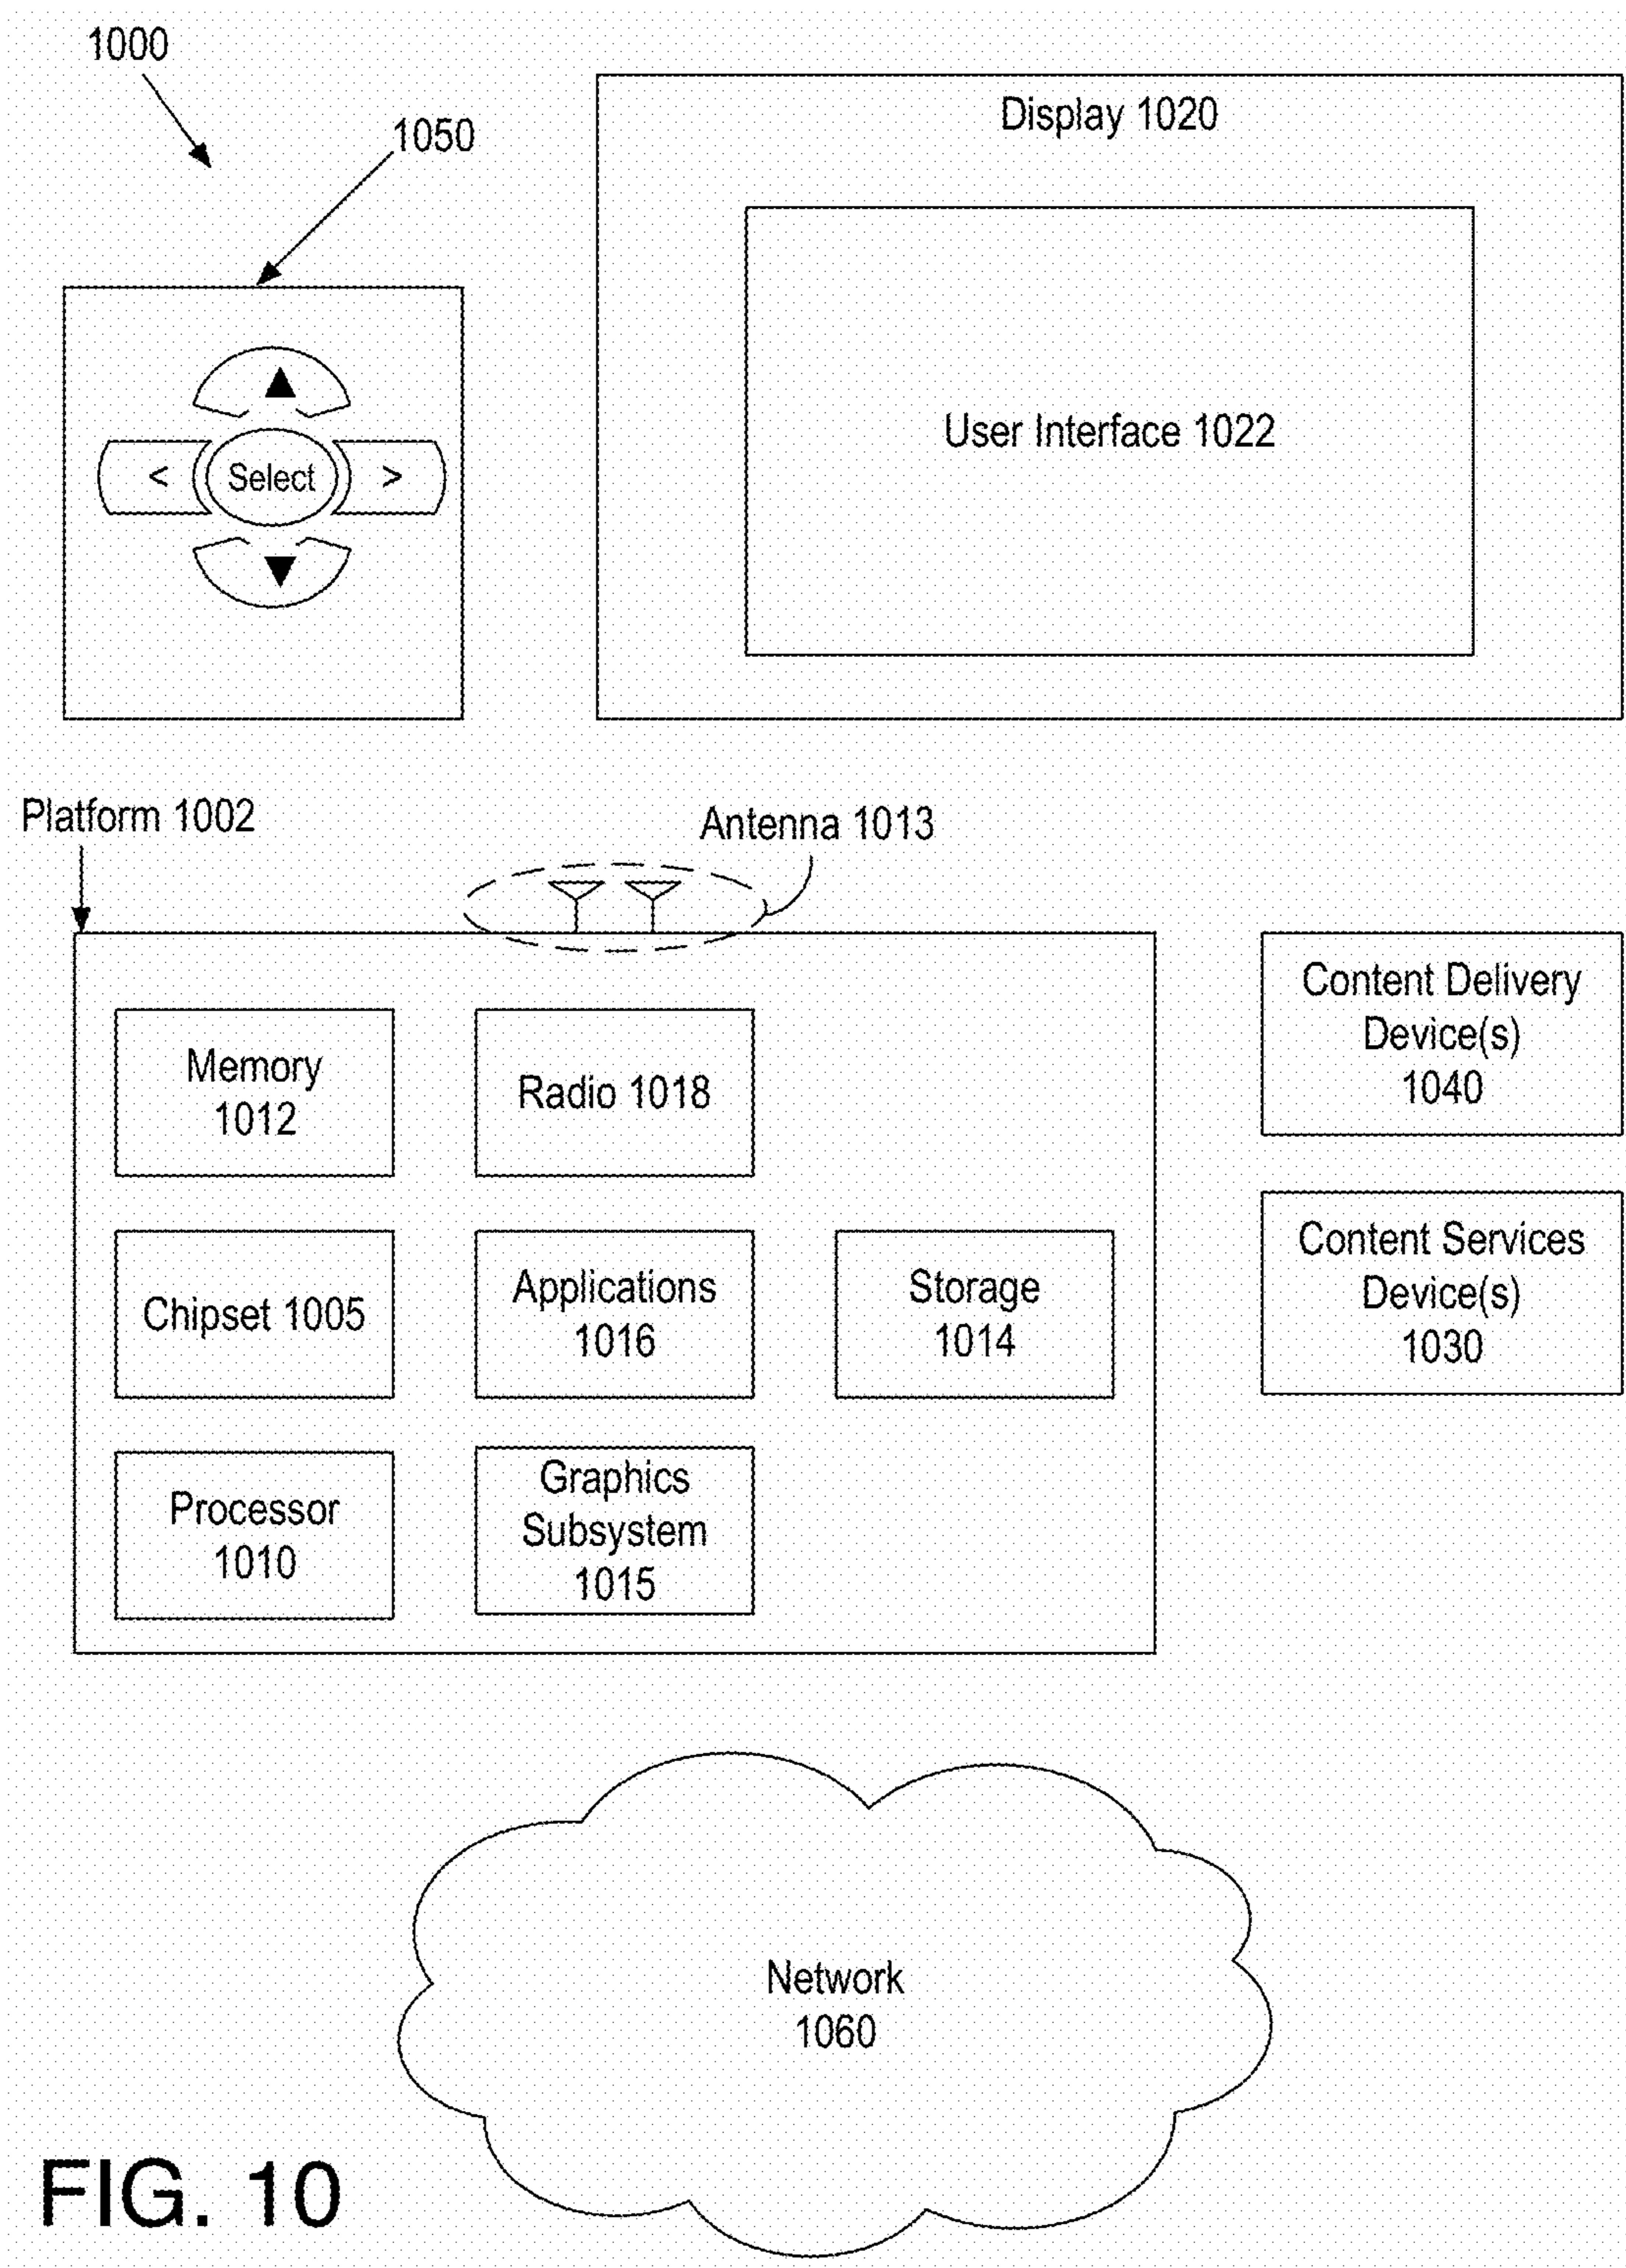 1000
1050
Display 1020
User Interface 1022
<
Select
>
Platform 1002
Antenna 1013
Memory
1012
Radio 1018
Content Delivery
Device(s)
1040
Chipset 1005
Applications
1016
Storage
1014
Content Services
Device(s)
1030
Processor
1010
Graphics
Subsystem
1015
Network
1060
FIG. 10